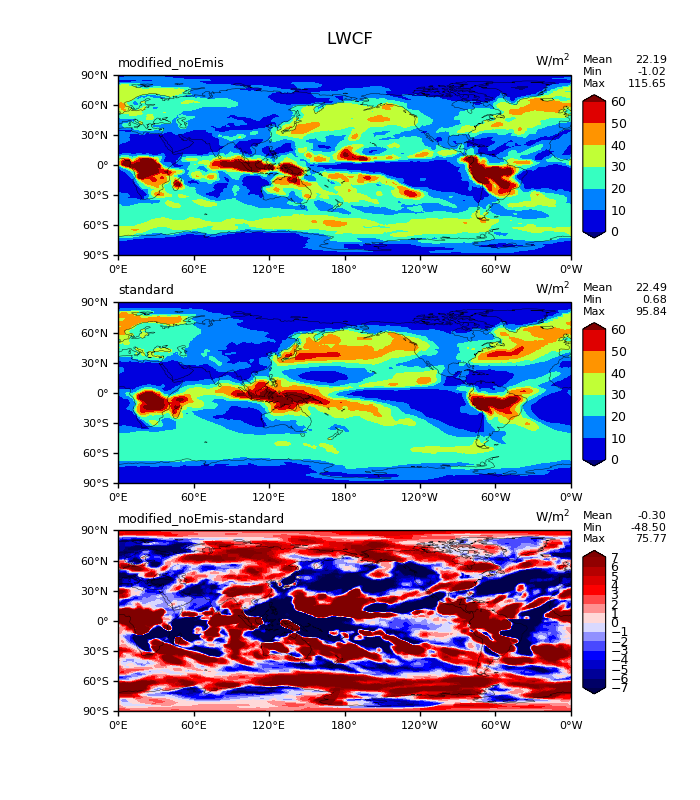 LWCF
modified_noEmis W/m²
Mean 22.19
Min -1.02
Max 115.65
90°N
60°N
30°N
0°
30°S
60°S
90°S
0°E 60°E 120°E 180° 120°W 60°W 0°W
60
50
40
30
20
10
0
standard W/m²
Mean 22.49
Min 0.68
Max 95.84
90°N
60°N
30°N
0°
30°S
60°S
90°S
0°E 60°E 120°E 180° 120°W 60°W 0°W
60
50
40
30
20
10
0
modified_noEmis-standard W/m²
Mean -0.30
Min -48.50
Max 75.77
90°N
60°N
30°N
0°
30°S
60°S
90°S
0°E 60°E 120°E 180° 120°W 60°W 0°W
7
6
5
4
3
2
1
0
−1
−2
−3
−4
−5
−6
−7